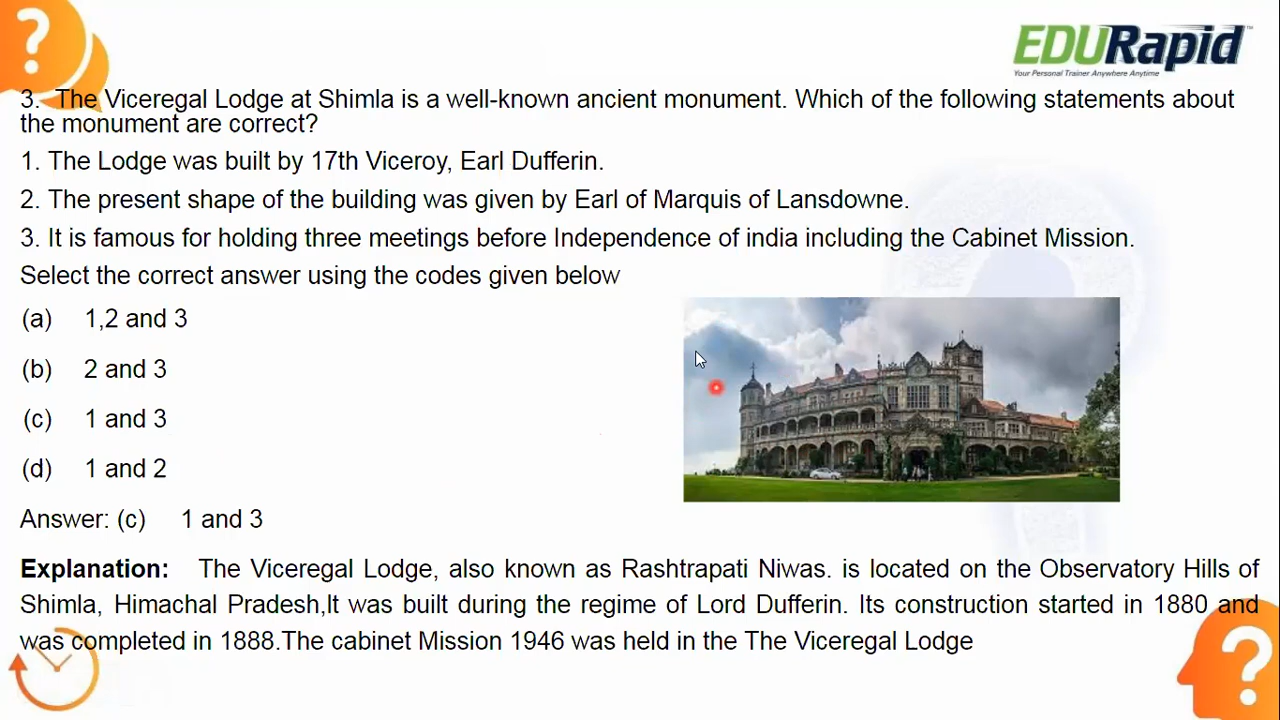 EDURapid™
Your Personal Trainer Anywhere Anytime
3. The Viceregal Lodge at Shimla is a well-known ancient monument. Which of the following statements about
the monument are correct?
1. The Lodge was built by 17th Viceroy, Earl Dufferin.
2. The present shape of the building was given by Earl of Marquis of Lansdowne.
3. It is famous for holding three meetings before Independence of india including the Cabinet Mission.
Select the correct answer using the codes given below
(a) 1,2 and 3
(b) 2 and 3
(c) 1 and 3
(d) 1 and 2
Answer: (c) 1 and 3
Explanation: The Viceregal Lodge, also known as Rashtrapati Niwas. is located on the Observatory Hills of
Shimla, Himachal Pradesh,It was built during the regime of Lord Dufferin. Its construction started in 1880 and
was completed in 1888.The cabinet Mission 1946 was held in the The Viceregal Lodge